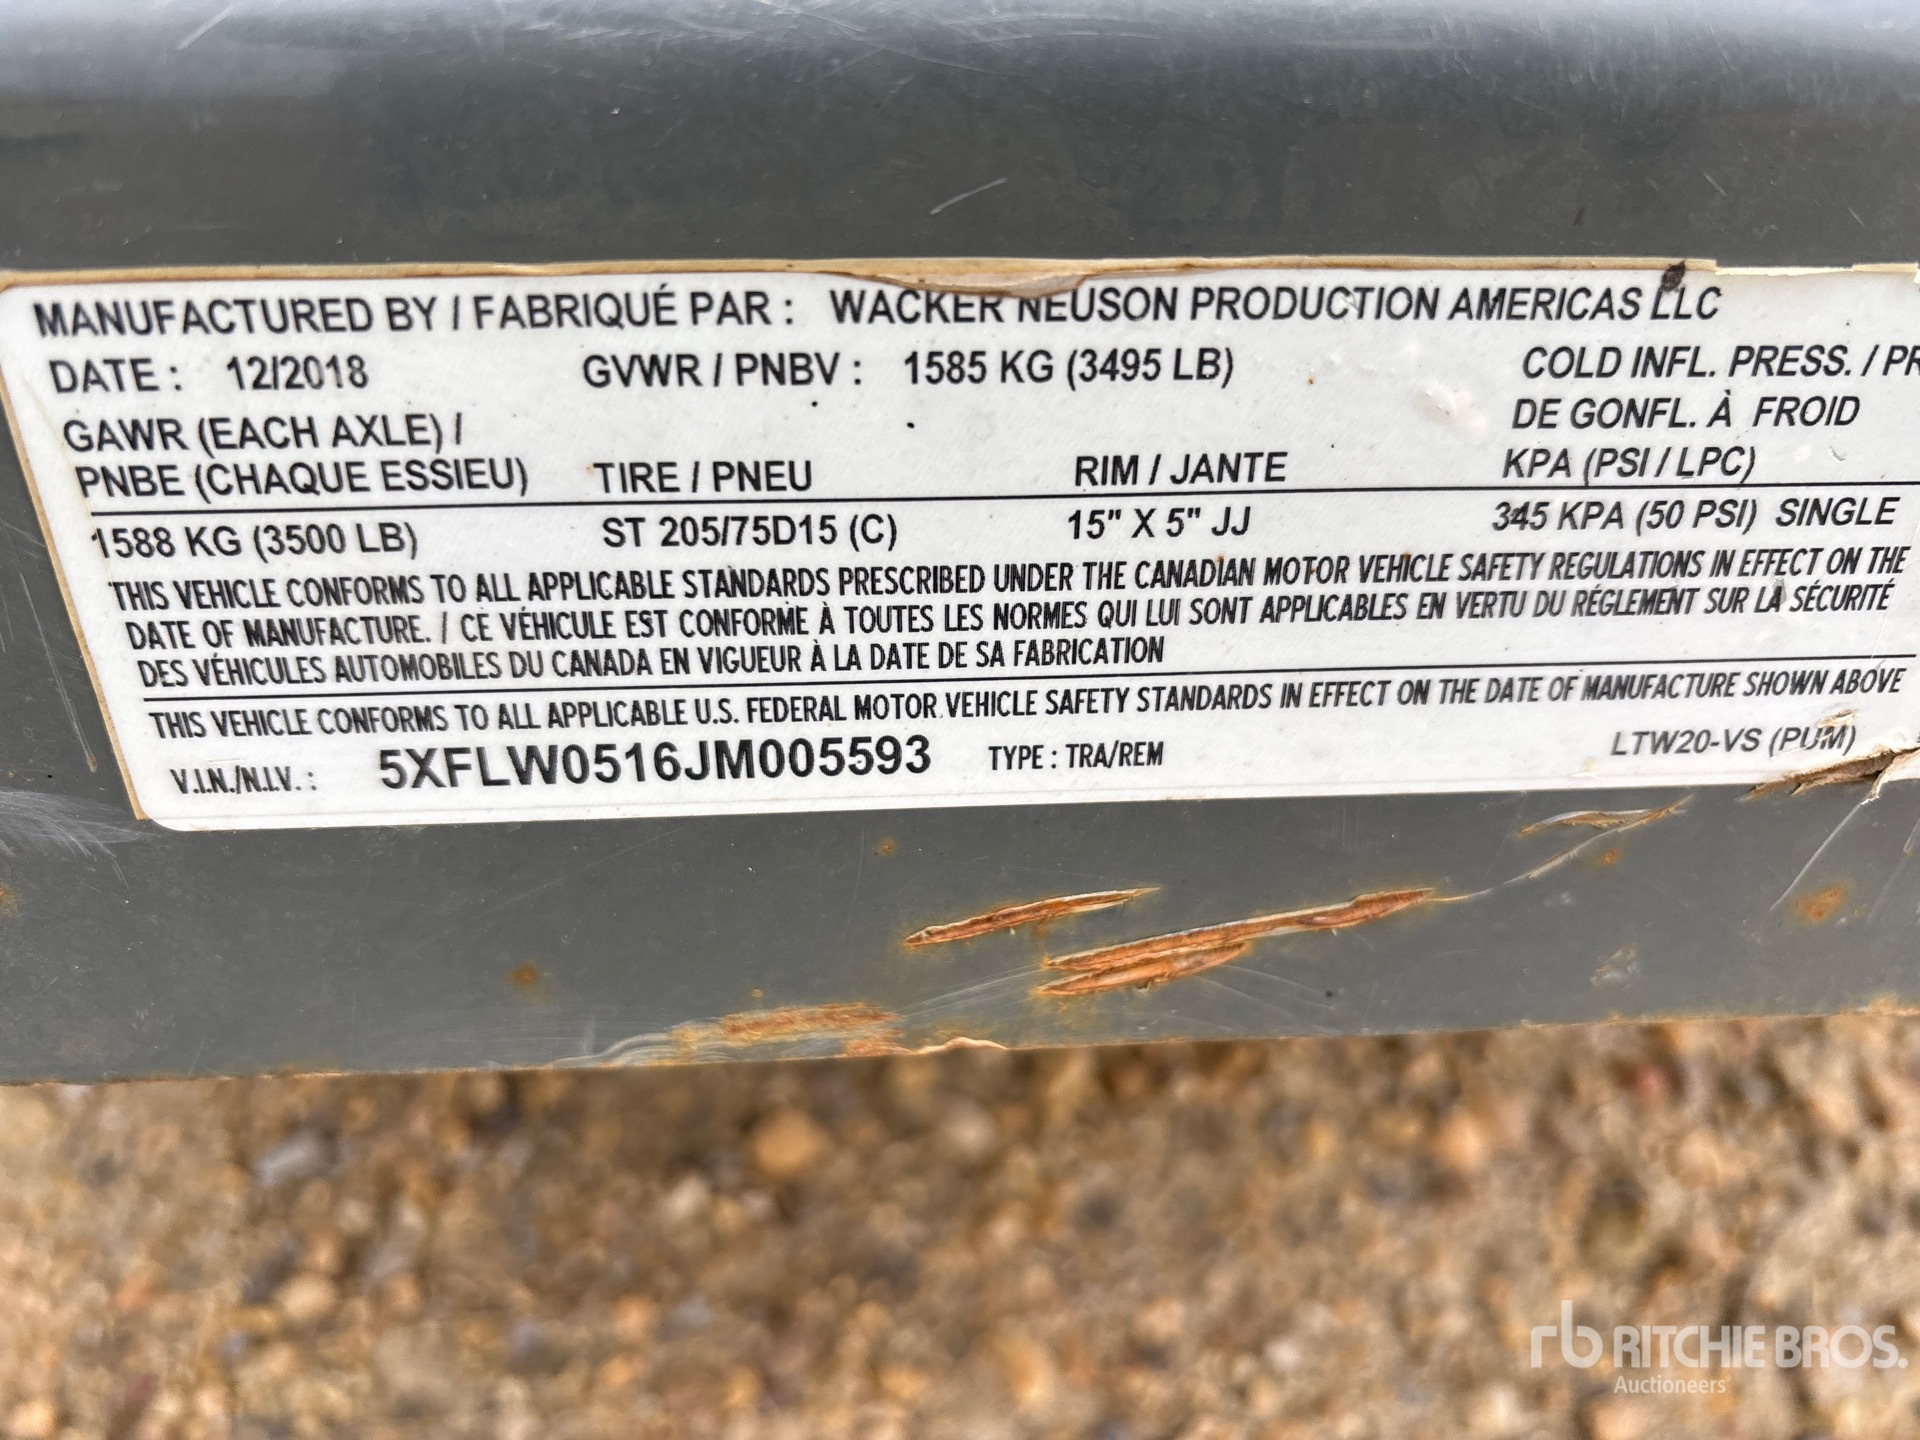 MANUFACTURED BY / FABRIQUÉ PAR : WACKER NEUSON PRODUCTION AMERICAS LLC
DATE : 12/2018 GVWR / PNBV : 1585 KG (3495 LB) COLD INFL. PRESS. / PR
DE GONFL. À FROID
GAWR (EACH AXLE) /
PNBE (CHAQUE ESSIEU) TIRE / PNEU RIM / JANTE KPA (PSI / LPC)
1588 KG (3500 LB) ST 205/75D15 (C) 15" X 5" JJ 345 KPA (50 PSI) SINGLE
THIS VEHICLE CONFORMS TO ALL APPLICABLE STANDARDS PRESCRIBED UNDER THE CANADIAN MOTOR VEHICLE SAFETY REGULATIONS IN EFFECT ON THE
DATE OF MANUFACTURE. / CE VÉHICULE EST CONFORME À TOUTES LES NORMES QUI LUI SONT APPLICABLES EN VERTU DU RÉGLEMENT SUR LA SÉCURITÉ
DES VÉHICULES AUTOMOBILES DU CANADA EN VIGUEUR À LA DATE DE SA FABRICATION
THIS VEHICLE CONFORMS TO ALL APPLICABLE U.S. FEDERAL MOTOR VEHICLE SAFETY STANDARDS IN EFFECT ON THE DATE OF MANUFACTURE SHOWN ABOVE
V.I.N./N.I.V. : 5XFLW0516JM005593 TYPE : TRA/REM LTW20-VS (PUM)
rb RITCHIE BROS.
Auctioneers